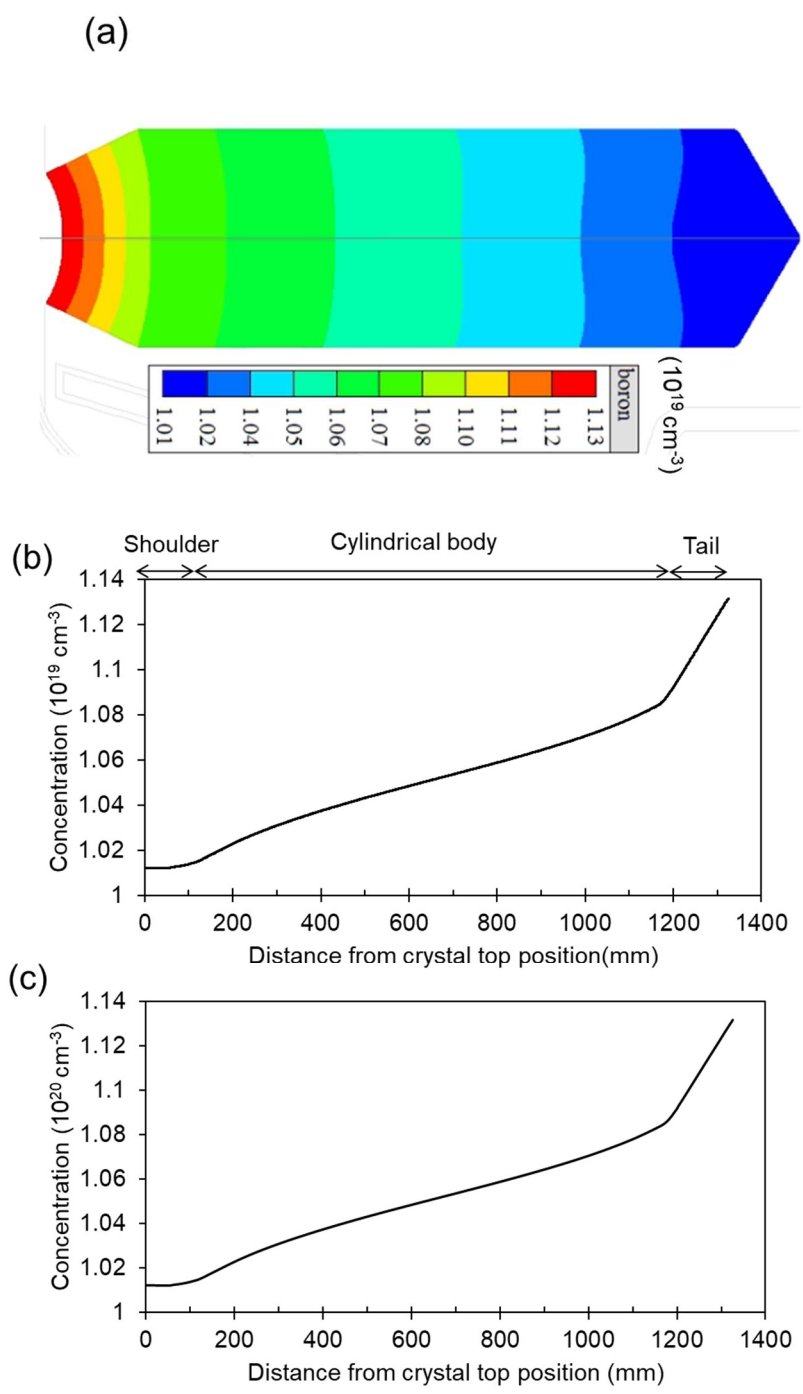 (a)
1.01 1.02 1.04 1.05 1.06 1.07 1.08 1.10 1.11 1.12 1.13
boron
(10¹⁹ cm⁻³)
(b)
Shoulder Cylindrical body Tail
1.14
1.12
1.1
1.08
1.06
1.04
1.02
1
Concentration (10¹⁹ cm⁻³)
0 200 400 600 800 1000 1200 1400
Distance from crystal top position(mm)
(c)
1.14
1.12
1.1
1.08
1.06
1.04
1.02
1
Concentration (10²⁰ cm⁻³)
0 200 400 600 800 1000 1200 1400
Distance from crystal top position (mm)